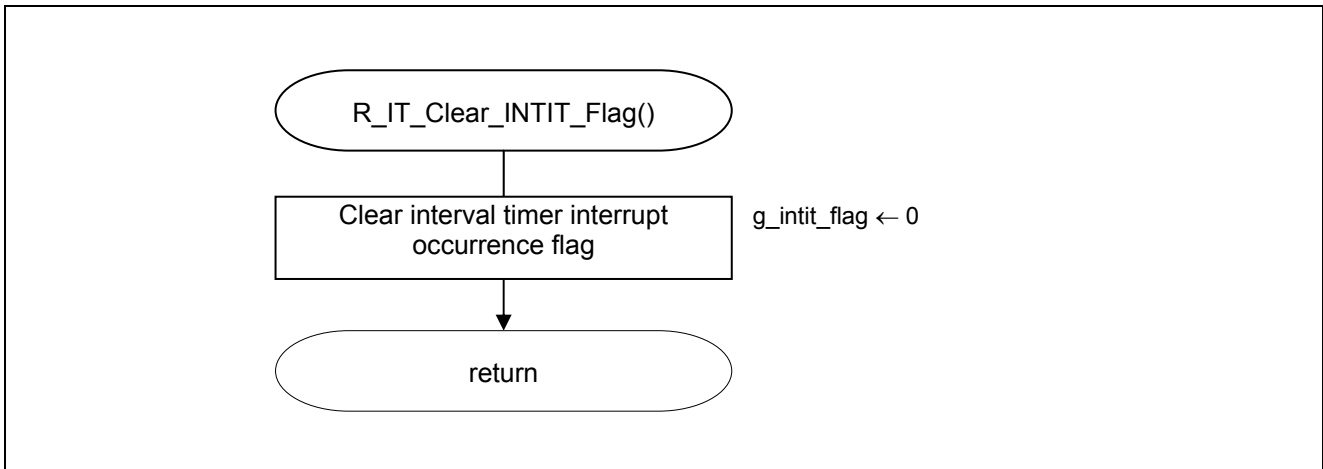 R_IT_Clear_INTIT_Flag()
Clear interval timer interrupt
occurrence flag
g_intit_flag ← 0
return